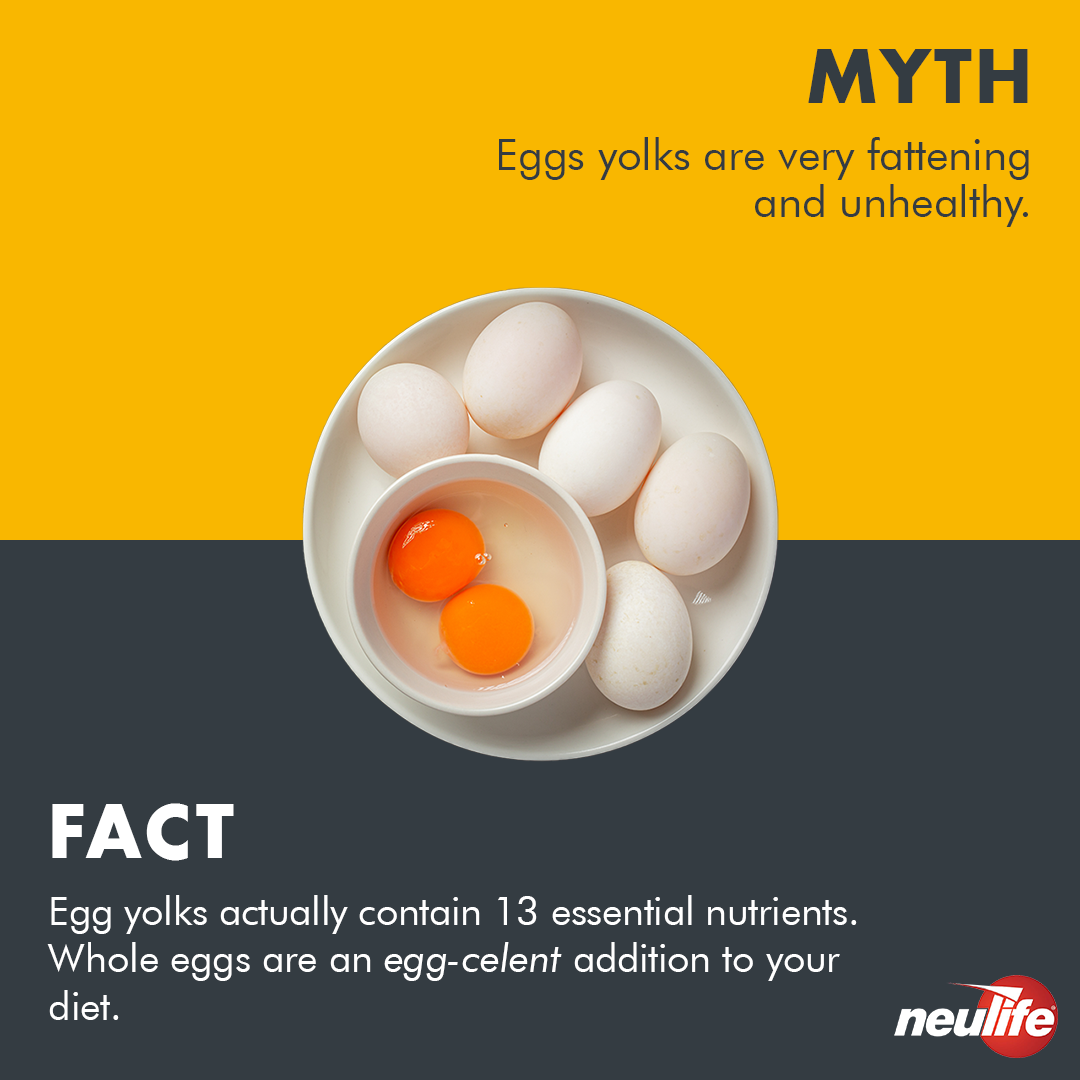 MYTH
Eggs yolks are very fattening
and unhealthy.
FACT
Egg yolks actually contain 13 essential nutrients.
Whole eggs are an egg-celent addition to your
diet.
neulife